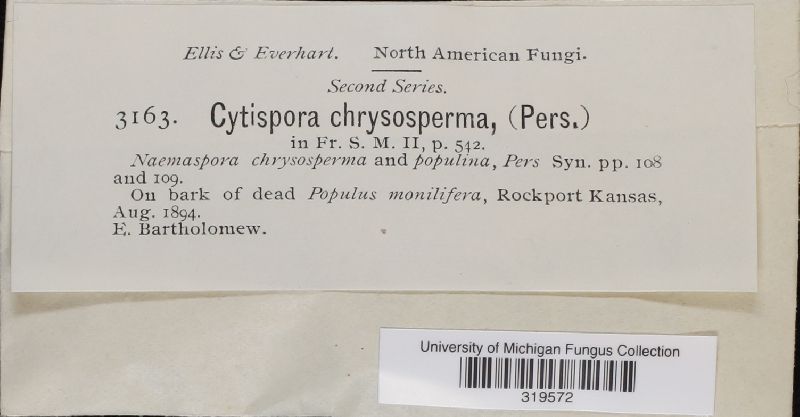 Ellis & Everhart. North American Fungi.
Second Series.
3163. Cytispora chrysosperma, (Pers.)
in Fr. S. M. II, p. 542.
Naemaspora chrysosperma and populina, Pers Syn. pp. 108
and 109.
On bark of dead Populus monilifera, Rockport Kansas,
Aug. 1894.
E. Bartholomew.
University of Michigan Fungus Collection
319572